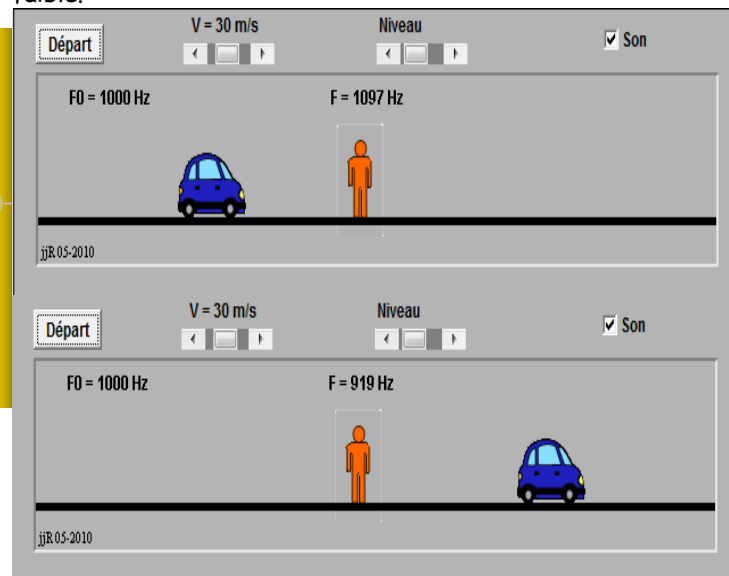 faible.
V = 30 m/s Niveau
Départ Son
F0 = 1000 Hz F = 1097 Hz
jjR 05-2010
V = 30 m/s Niveau
Départ Son
F0 = 1000 Hz F = 919 Hz
jjR 05-2010